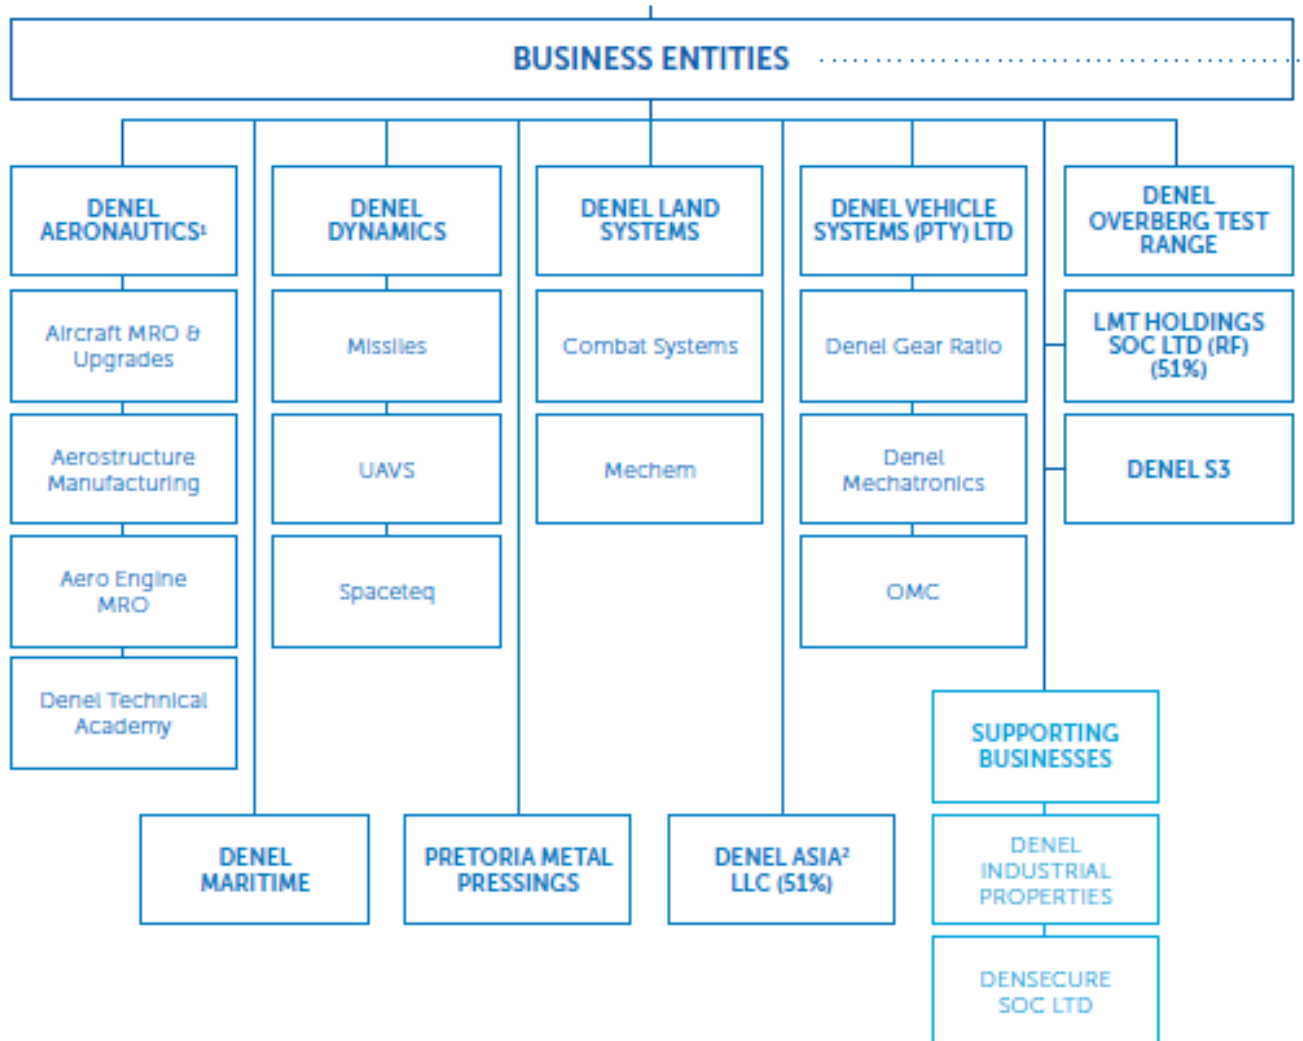 BUSINESS ENTITIES
DENEL
AERONAUTICS¹
Aircraft MRO &
Upgrades
Aerostructure
Manufacturing
Aero Engine
MRO
Denel Technical
Academy
DENEL
MARITIME
DENEL
DYNAMICS
Missiles
UAVS
Spaceteq
PRETORIA METAL
PRESSINGS
DENEL LAND
SYSTEMS
Combat Systems
Mechem
DENEL ASIA²
LLC (51%)
DENEL VEHICLE
SYSTEMS (PTY) LTD
Denel Gear Ratio
Denel
Mechatronics
OMC
DENEL
OVERBERG TEST
RANGE
LMT HOLDINGS
SOC LTD (RF)
(51%)
DENEL S3
SUPPORTING
BUSINESSES
DENEL
INDUSTRIAL
PROPERTIES
DENSECURE
SOC LTD